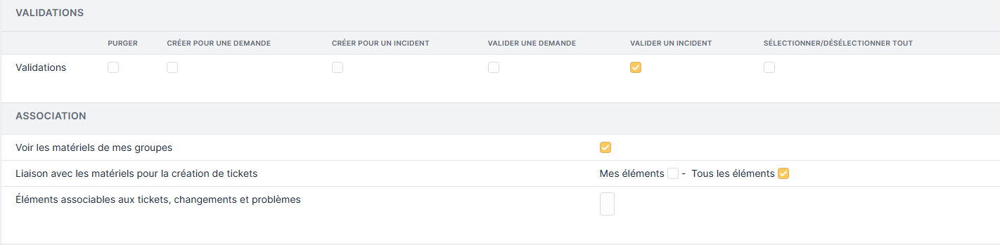 VALIDATIONS
PURGER CRÉER POUR UNE DEMANDE CRÉER POUR UN INCIDENT VALIDER UNE DEMANDE VALIDER UN INCIDENT SÉLECTIONNER/DÉSÉLECTIONNER TOUT
Validations
ASSOCIATION
Voir les matériels de mes groupes
Liaison avec les matériels pour la création de tickets Mes éléments - Tous les éléments
Éléments associables aux tickets, changements et problèmes